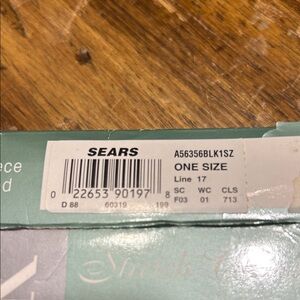 SEARS
A56356BLK1SZ
ONE SIZE
Line 17
SC WC CLS
F03 01 713
0 22653 90197 8
D 88 60319 199